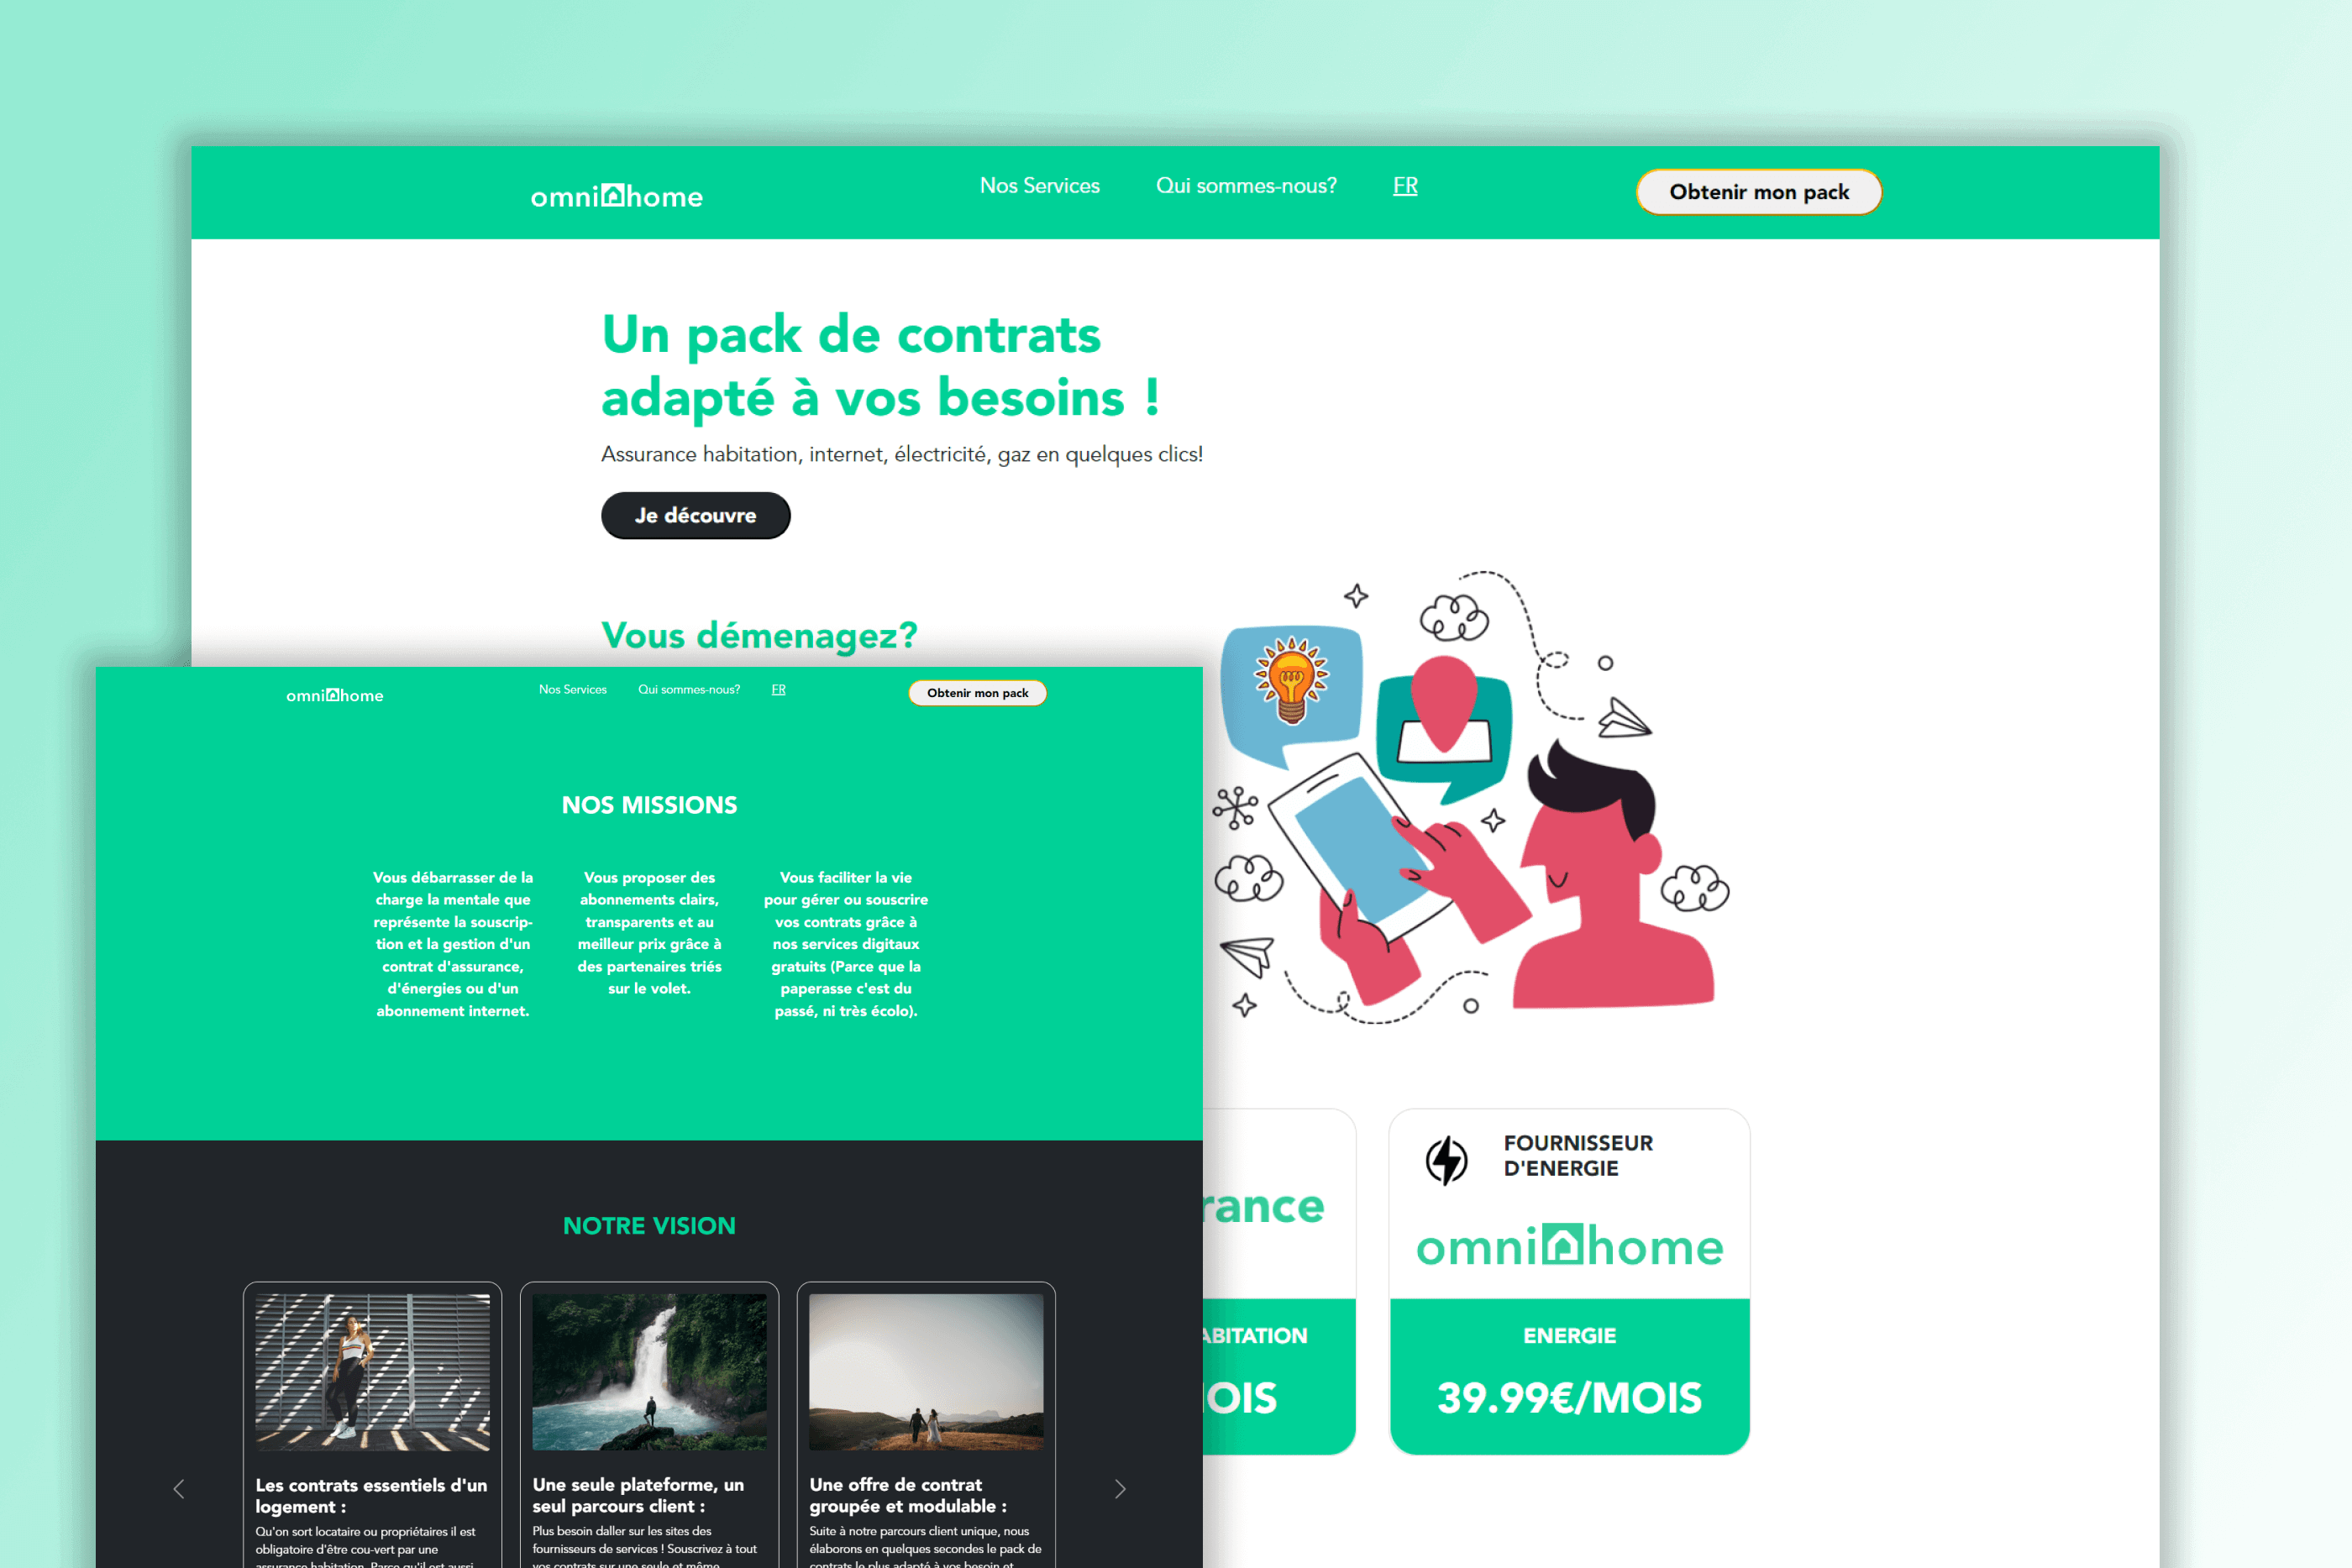 omnihome
Nos Services
Qui sommes-nous?
FR
Obtenir mon pack
Un pack de contrats
adapté à vos besoins !
Assurance habitation, internet, électricité, gaz en quelques clics!
Je découvre
Vous démenagez?
rance
ABITATION
OIS
FOURNISSEUR
D'ENERGIE
omnihome
ENERGIE
39.99€/MOIS
omnihome
Nos Services
Qui sommes-nous?
FR
Obtenir mon pack
NOS MISSIONS
Vous débarrasser de la
charge la mentale que
représente la souscrip-
tion et la gestion d'un
contrat d'assurance,
d'énergies ou d'un
abonnement internet.
Vous proposer des
abonnements clairs,
transparents et au
meilleur prix grâce à
des partenaires triés
sur le volet.
Vous faciliter la vie
pour gérer ou souscrire
vos contrats grâce à
nos services digitaux
gratuits (Parce que la
paperasse c'est du
passé, ni très écolo).
NOTRE VISION
Les contrats essentiels d'un
logement :
Qu'on sort locataire ou propriétaires il est
obligatoire d'être cou-vert par une
assurance habitation. Parce qu'il est aussi
Une seule plateforme, un
seul parcours client :
Plus besoin daller sur les sites des
fournisseurs de services ! Souscrivez à tout
vos contrats sur une seule et même
Une offre de contrat
groupée et modulable :
Suite à notre parcours client unique, nous
élaborons en quelques secondes le pack de
contrats le plus adapté à vos besoin et